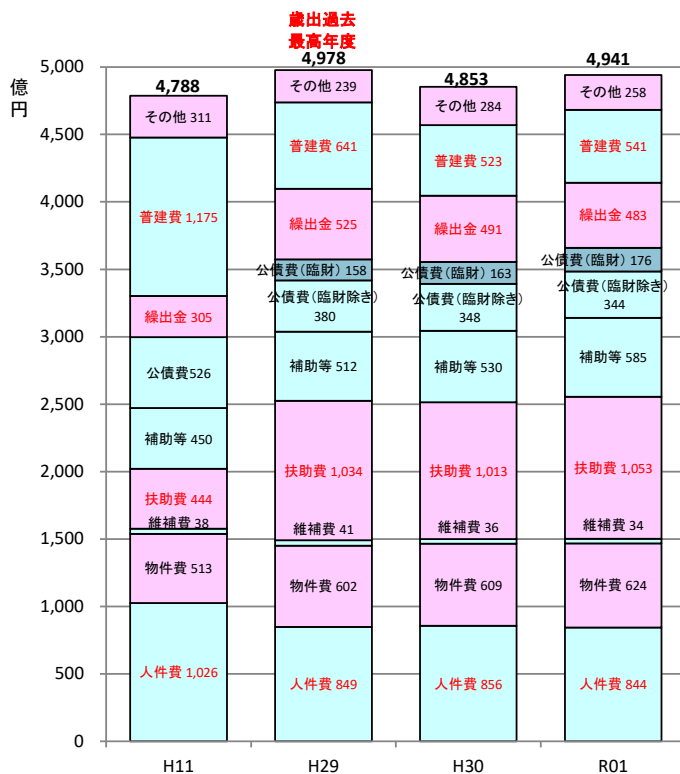 歳出過去
最高年度
億
円
5,000
4,500
4,000
3,500
3,000
2,500
2,000
1,500
1,000
500
0
4,788
その他 311
普建費 1,175
繰出金 305
公債費526
補助等 450
扶助費 444
維補費 38
物件費 513
人件費 1,026
H11
4,978
その他 239
普建費 641
繰出金 525
公債費(臨財) 158
公債費(臨財除き)
380
補助等 512
扶助費 1,034
維補費 41
物件費 602
人件費 849
H29
4,853
その他 284
普建費 523
繰出金 491
公債費(臨財) 163
公債費(臨財除き)
348
補助等 530
扶助費 1,013
維補費 36
物件費 609
人件費 856
H30
4,941
その他 258
普建費 541
繰出金 483
公債費(臨財) 176
公債費(臨財除き)
344
補助等 585
扶助費 1,053
維補費 34
物件費 624
人件費 844
R01